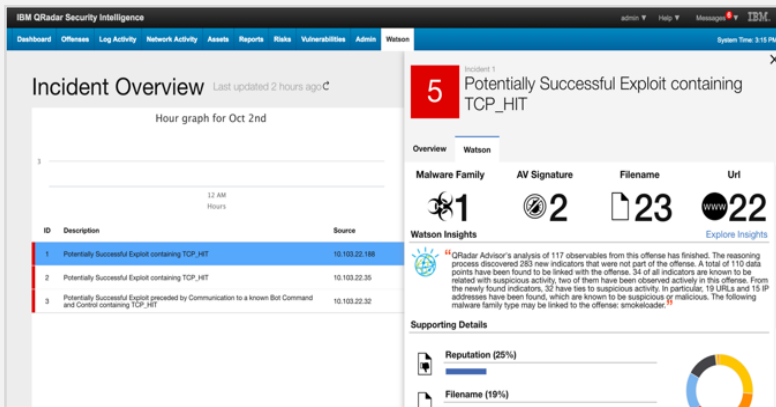 IBM QRadar Security Intelligence
admin ▼ Help ▼ Messages 6 ▼ IBM
Dashboard Offenses Log Activity Network Activity Assets Reports Risks Vulnerabilities Admin Watson System Time: 3:15 PM
Incident Overview Last updated 2 hours ago
Hour graph for Oct 2nd
3
12 AM
Hours
ID Description Source
1 Potentially Successful Exploit containing TCP_HIT 10.103.22.188
2 Potentially Successful Exploit containing TCP_HIT 10.103.22.35
3 Potentially Successful Exploit preceded by Communication to a known Bot Command
and Control containing TCP_HIT 10.103.22.32
5
Incident 1
Potentially Successful Exploit containing
TCP_HIT
Overview Watson
Malware Family AV Signature Filename Url
1 2 23 www 22
Watson Insights Explore Insights
“QRadar Advisor's analysis of 117 observables from this offense has finished. The reasoning
process discovered 283 new indicators that were not part of the offense. A total of 110 data
points have been found to be linked with the offense. 34 of all indicators are known to be
related with suspicious activity, two of them have been observed actively in this offense. From
the newly found indicators, 32 have ties to suspicious activity. In particular, 19 URLs and 15 IP
addresses have been found, which are known to be suspicious or malicious. The following
malware family type may be linked to the offense: smokeloader.”
Supporting Details
Reputation (25%)
Filename (19%)